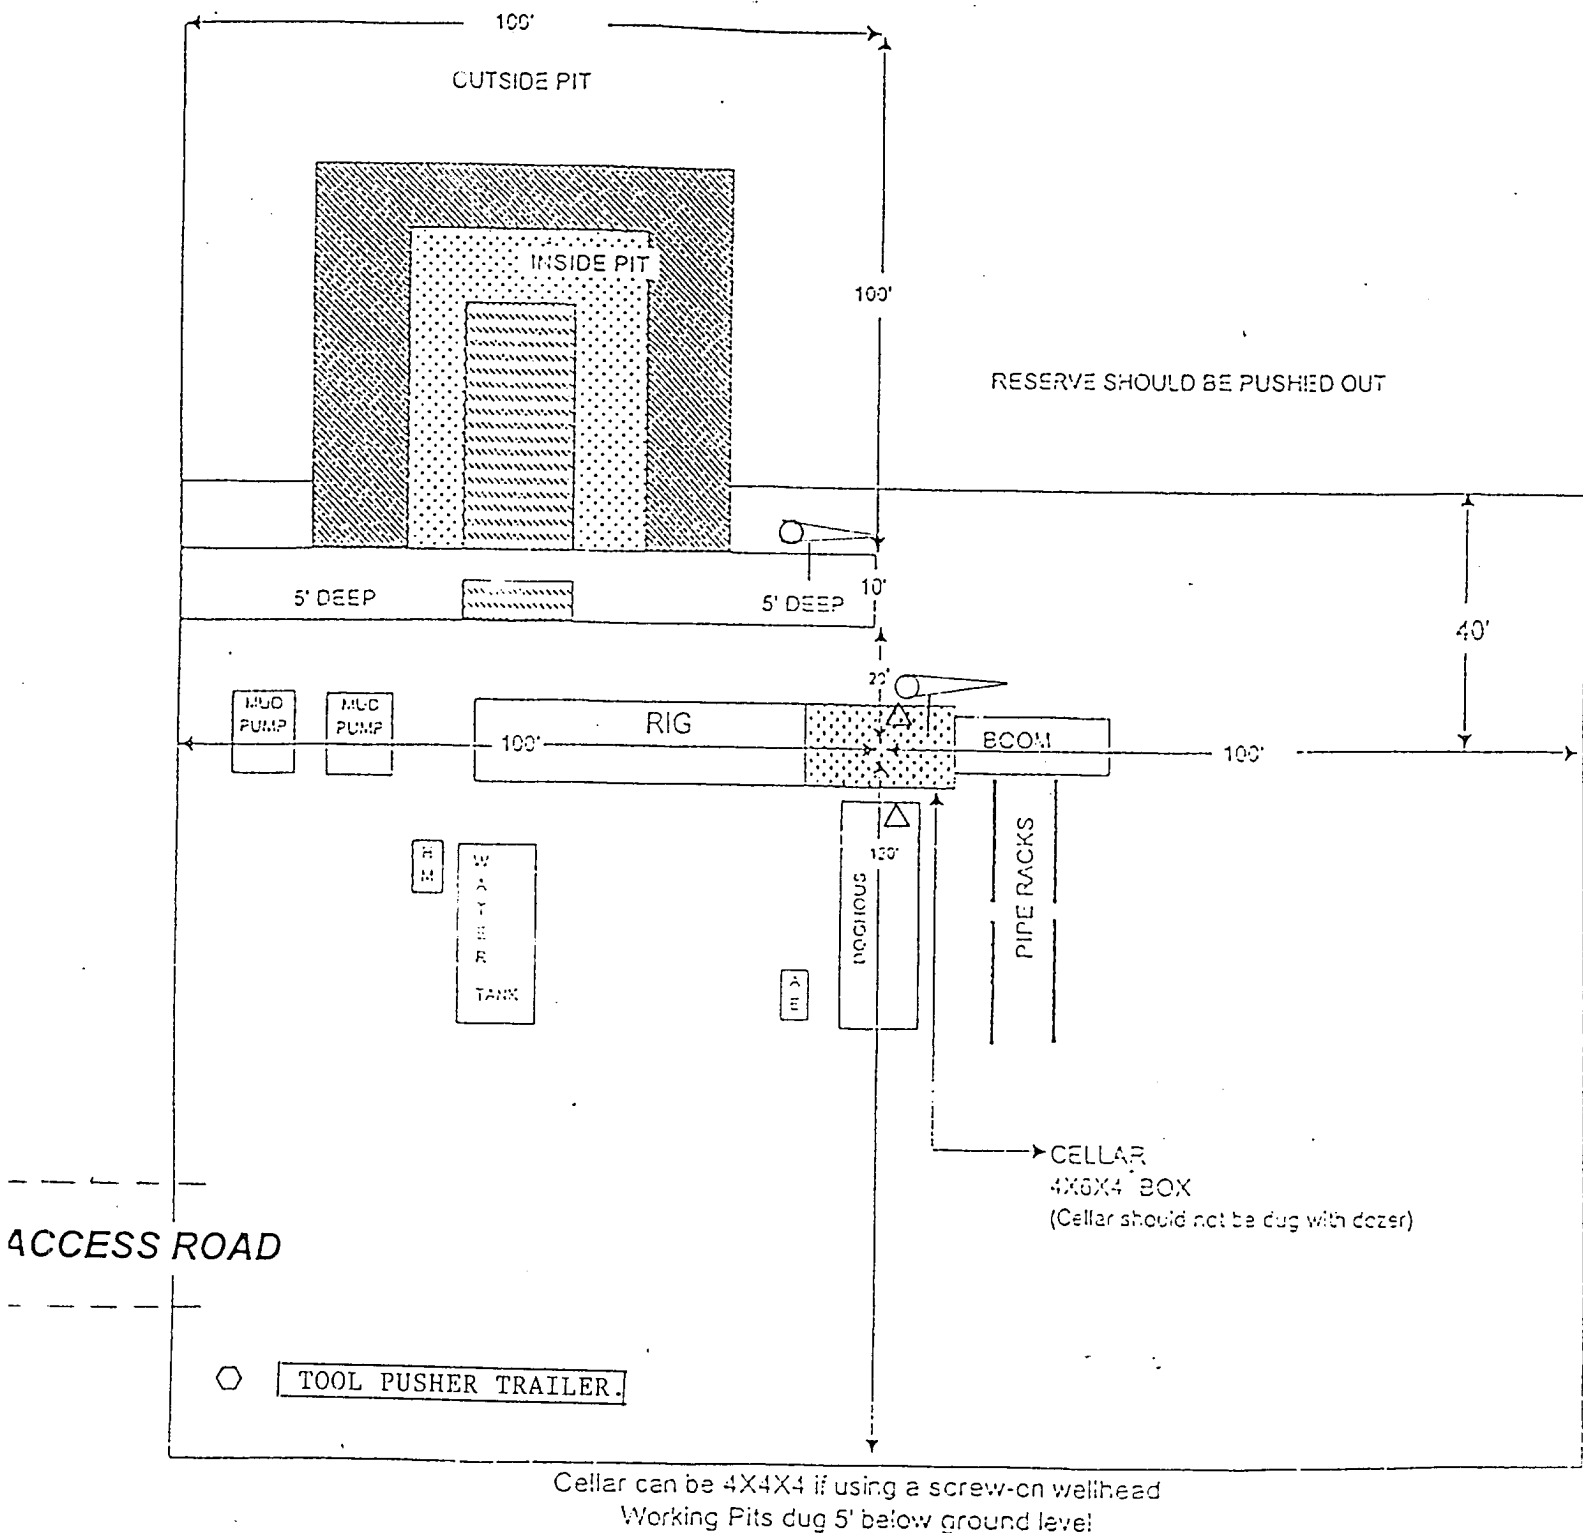 100'
OUTSIDE PIT
INSIDE PIT
100'
RESERVE SHOULD BE PUSHED OUT
5' DEEP
5' DEEP
10'
40'
20'
MUD
PUMP
MUD
PUMP
RIG
BOOM
100'
100'
WATER
TANK
DOGHOUS
130'
PIPE RACKS
CELLAR
4X6X4' BOX
(Cellar should not be dug with dozer)
ACCESS ROAD
TOOL PUSHER TRAILER.
Cellar can be 4X4X4 if using a screw-on wellhead
Working Pits dug 5' below ground level